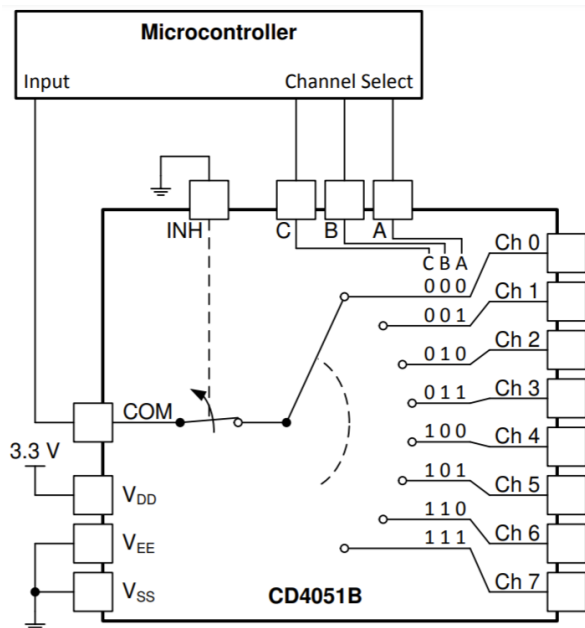 Microcontroller
Input Channel Select
INH C B A
C B A
0 0 0 Ch 0
0 0 1 Ch 1
0 1 0 Ch 2
0 1 1 Ch 3
COM
1 0 0 Ch 4
3.3 V
1 0 1 Ch 5
VDD
1 1 0 Ch 6
VEE
1 1 1 Ch 7
VSS
CD4051B